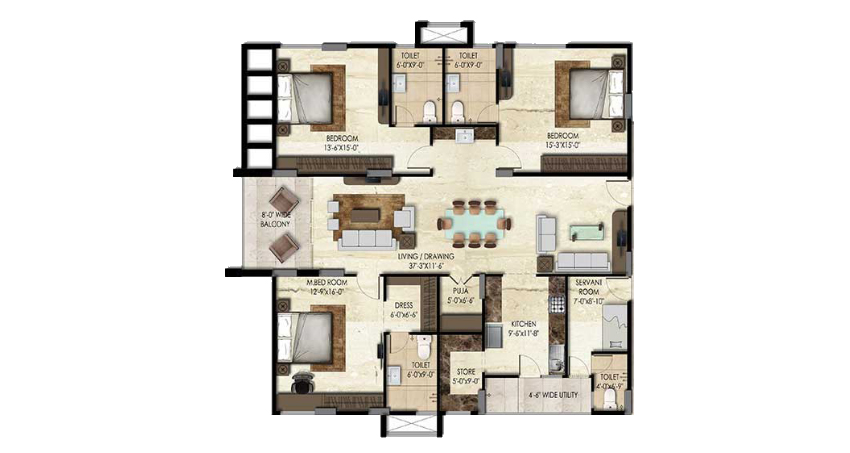 TOILET
6'-0"X9'-0"
TOILET
6'-0"X9'-0"
BEDROOM
13'-6"X15'-0"
BEDROOM
15'-3"X15'-0"
8'-0" WIDE
BALCONY
LIVING / DRAWING
37'-3"X11'-6"
M.BED ROOM
12'-9"X16'-0"
DRESS
6'-0"X6'-6"
PUJA
5'-0"X6'-6"
SERVANT
ROOM
7'-0"X8'-10"
KITCHEN
9'-6"X11'-8"
TOILET
6'-0"X9'-0"
STORE
5'-0"X9'-0"
TOILET
4'-0"X6'-9"
4'-6" WIDE UTILITY